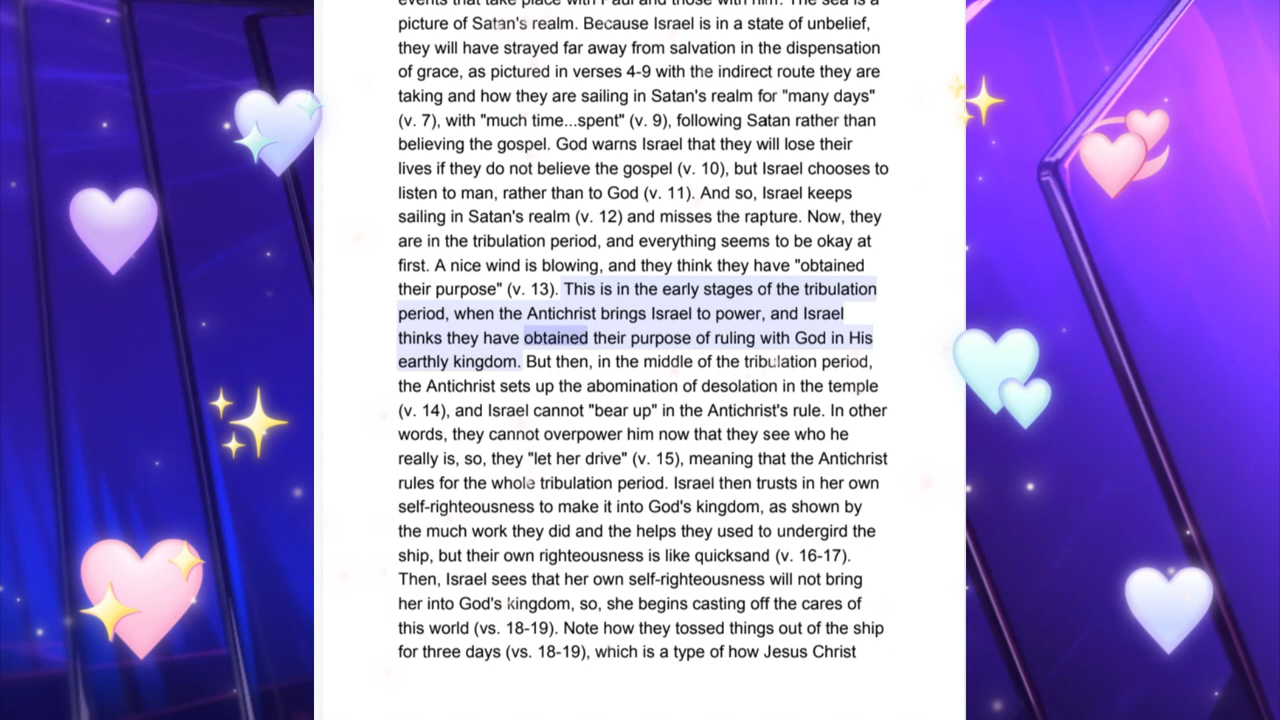 events that take place with Paul and those with him. The sea is a
picture of Satan's realm. Because Israel is in a state of unbelief,
they will have strayed far away from salvation in the dispensation
of grace, as pictured in verses 4-9 with the indirect route they are
taking and how they are sailing in Satan's realm for "many days"
(v. 7), with "much time...spent" (v. 9), following Satan rather than
believing the gospel. God warns Israel that they will lose their
lives if they do not believe the gospel (v. 10), but Israel chooses to
listen to man, rather than to God (v. 11). And so, Israel keeps
sailing in Satan's realm (v. 12) and misses the rapture. Now, they
are in the tribulation period, and everything seems to be okay at
first. A nice wind is blowing, and they think they have "obtained
their purpose" (v. 13). This is in the early stages of the tribulation
period, when the Antichrist brings Israel to power, and Israel
thinks they have obtained their purpose of ruling with God in His
earthly kingdom. But then, in the middle of the tribulation period,
the Antichrist sets up the abomination of desolation in the temple
(v. 14), and Israel cannot "bear up" in the Antichrist's rule. In other
words, they cannot overpower him now that they see who he
really is, so, they "let her drive" (v. 15), meaning that the Antichrist
rules for the whole tribulation period. Israel then trusts in her own
self-righteousness to make it into God's kingdom, as shown by
the much work they did and the helps they used to undergird the
ship, but their own righteousness is like quicksand (v. 16-17).
Then, Israel sees that her own self-righteousness will not bring
her into God's kingdom, so, she begins casting off the cares of
this world (vs. 18-19). Note how they tossed things out of the ship
for three days (vs. 18-19), which is a type of how Jesus Christ